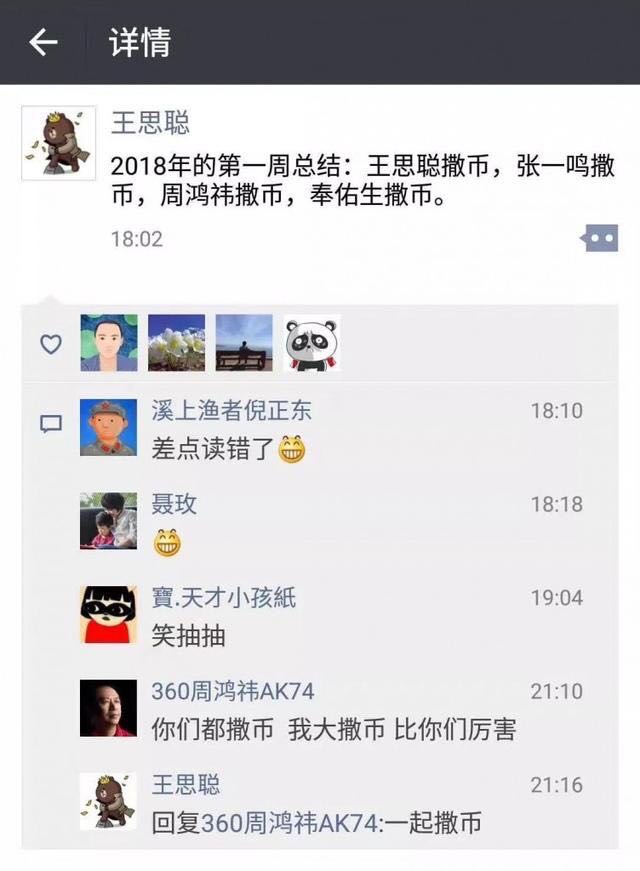 详情
王思聪
2018年的第一周总结：王思聪撒币，张一鸣撒
币，周鸿祎撒币，奉佑生撒币。
18:02
溪上渔者倪正东
18:10
差点读错了
聂玫
18:18
寶.天才小孩紙
19:04
笑抽抽
360周鸿祎AK74
21:10
你们都撒币 我大撒币 比你们厉害
王思聪
21:16
回复360周鸿祎AK74:一起撒币